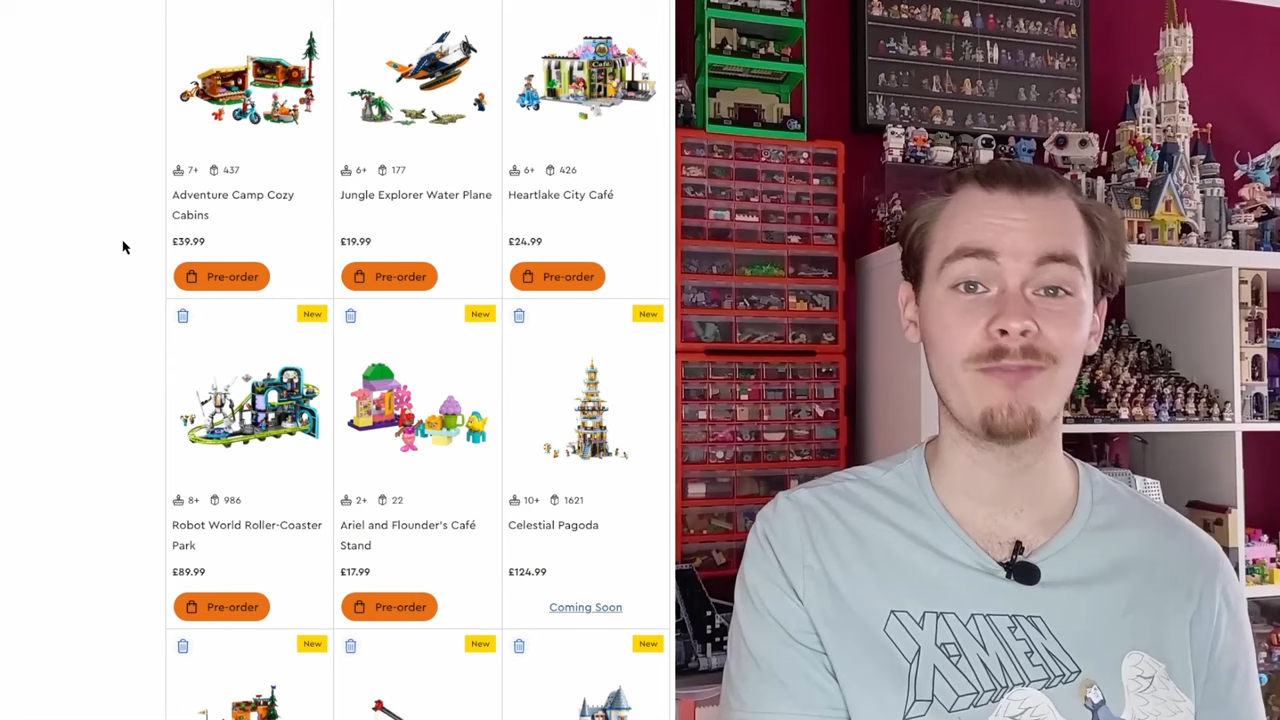 7+ 437
Adventure Camp Cozy
Cabins
£39.99
Pre-order
6+ 177
Jungle Explorer Water Plane
£19.99
Pre-order
Café
6+ 426
Heartlake City Café
£24.99
Pre-order
New
8+ 986
Robot World Roller-Coaster
Park
£89.99
Pre-order
New
2+ 22
Ariel and Flounder's Café
Stand
£17.99
Pre-order
New
10+ 1621
Celestial Pagoda
£124.99
Coming Soon
New
New
New
X-MEN